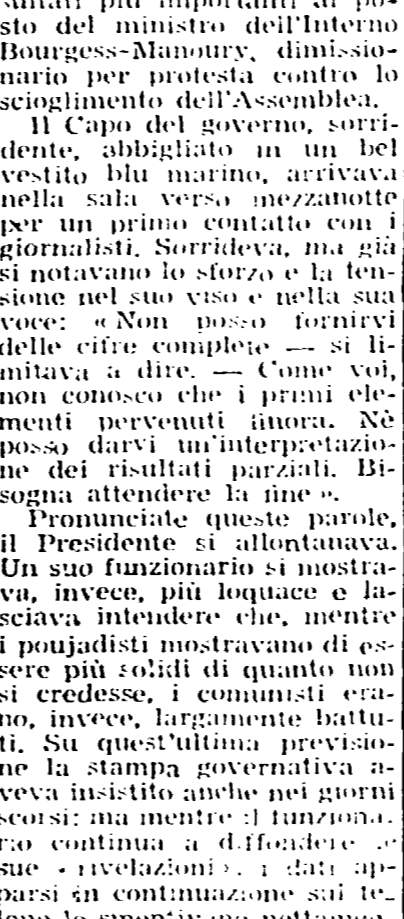 più importanti al po-
sto del ministro dell'Interno
Bourgess-Manoury, dimissio-
nario per protesta contro lo
scioglimento dell'Assemblea.
Il Capo del governo, sorri-
dente, abbigliato in un bel
vestito blu marino, arrivava
nella sala verso mezzanotte
per un primo contatto con i
giornalisti. Sorrideva, ma già
si notavano lo sforzo e la ten-
sione nel suo viso e nella sua
voce: «Non posso fornirvi
delle cifre complete — si li-
mitava a dire. — Come voi,
non conosco che i primi ele-
menti pervenuti finora. Nè
posso darvi un'interpretazio-
ne dei risultati parziali. Bi-
sogna attendere la fine».
Pronunciate queste parole,
il Presidente si allontanava.
Un suo funzionario si mostra-
va, invece, più loquace e la-
sciava intendere che, mentre
i poujadisti mostravano di es-
sere più solidi di quanto non
si credesse, i comunisti era-
no, invece, largamente battu-
ti. Su quest'ultima previsio-
ne la stampa governativa a-
veva insistito anche nei giorni
scorsi: ma mentre il funziona-
rio continua a diffondere le
sue «rivelazioni», i dati ap-
parsi in continuazione sui te-